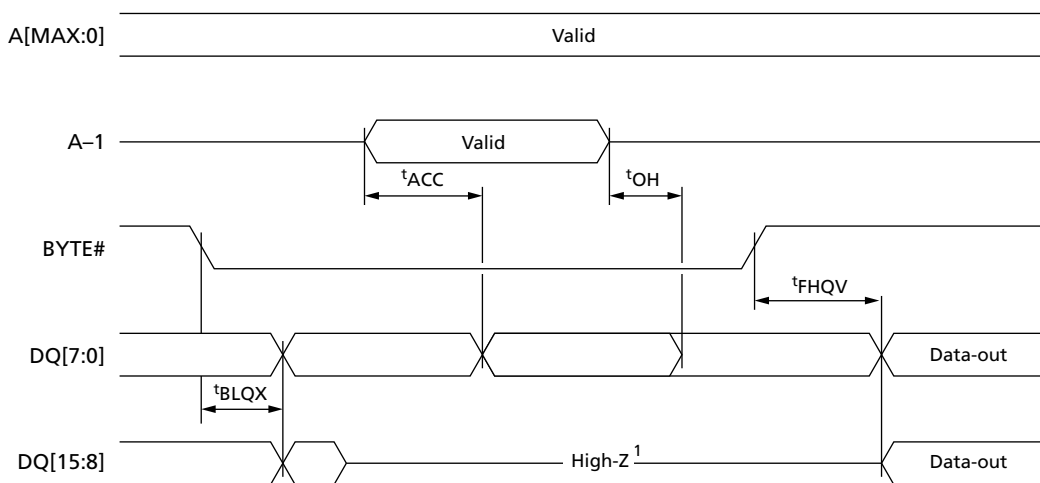 A[MAX:0] Valid
A–1 Valid
tACC tOH
BYTE#
tFHQV
DQ[7:0] Data-out
tBLQX
DQ[15:8] High-Z 1 Data-out